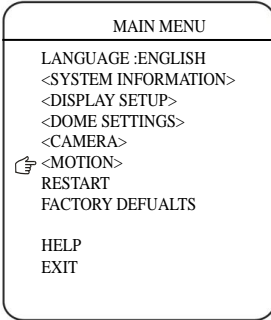 MAIN MENU
LANGUAGE :ENGLISH
<SYSTEM INFORMATION>
<DISPLAY SETUP>
<DOME SETTINGS>
<CAMERA>
<MOTION>
RESTART
FACTORY DEFUALTS
HELP
EXIT